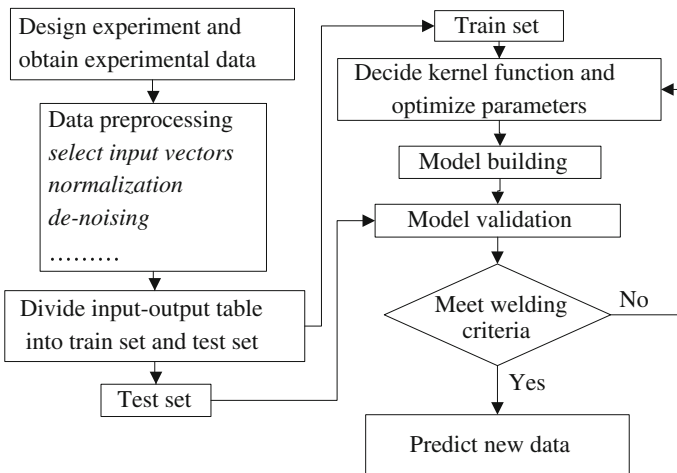 Design experiment and
obtain experimental data
Data preprocessing
select input vectors
normalization
de-noising
………
Divide input-output table
into train set and test set
Test set
Train set
Decide kernel function and
optimize parameters
Model building
Model validation
Meet welding
criteria
No
Yes
Predict new data